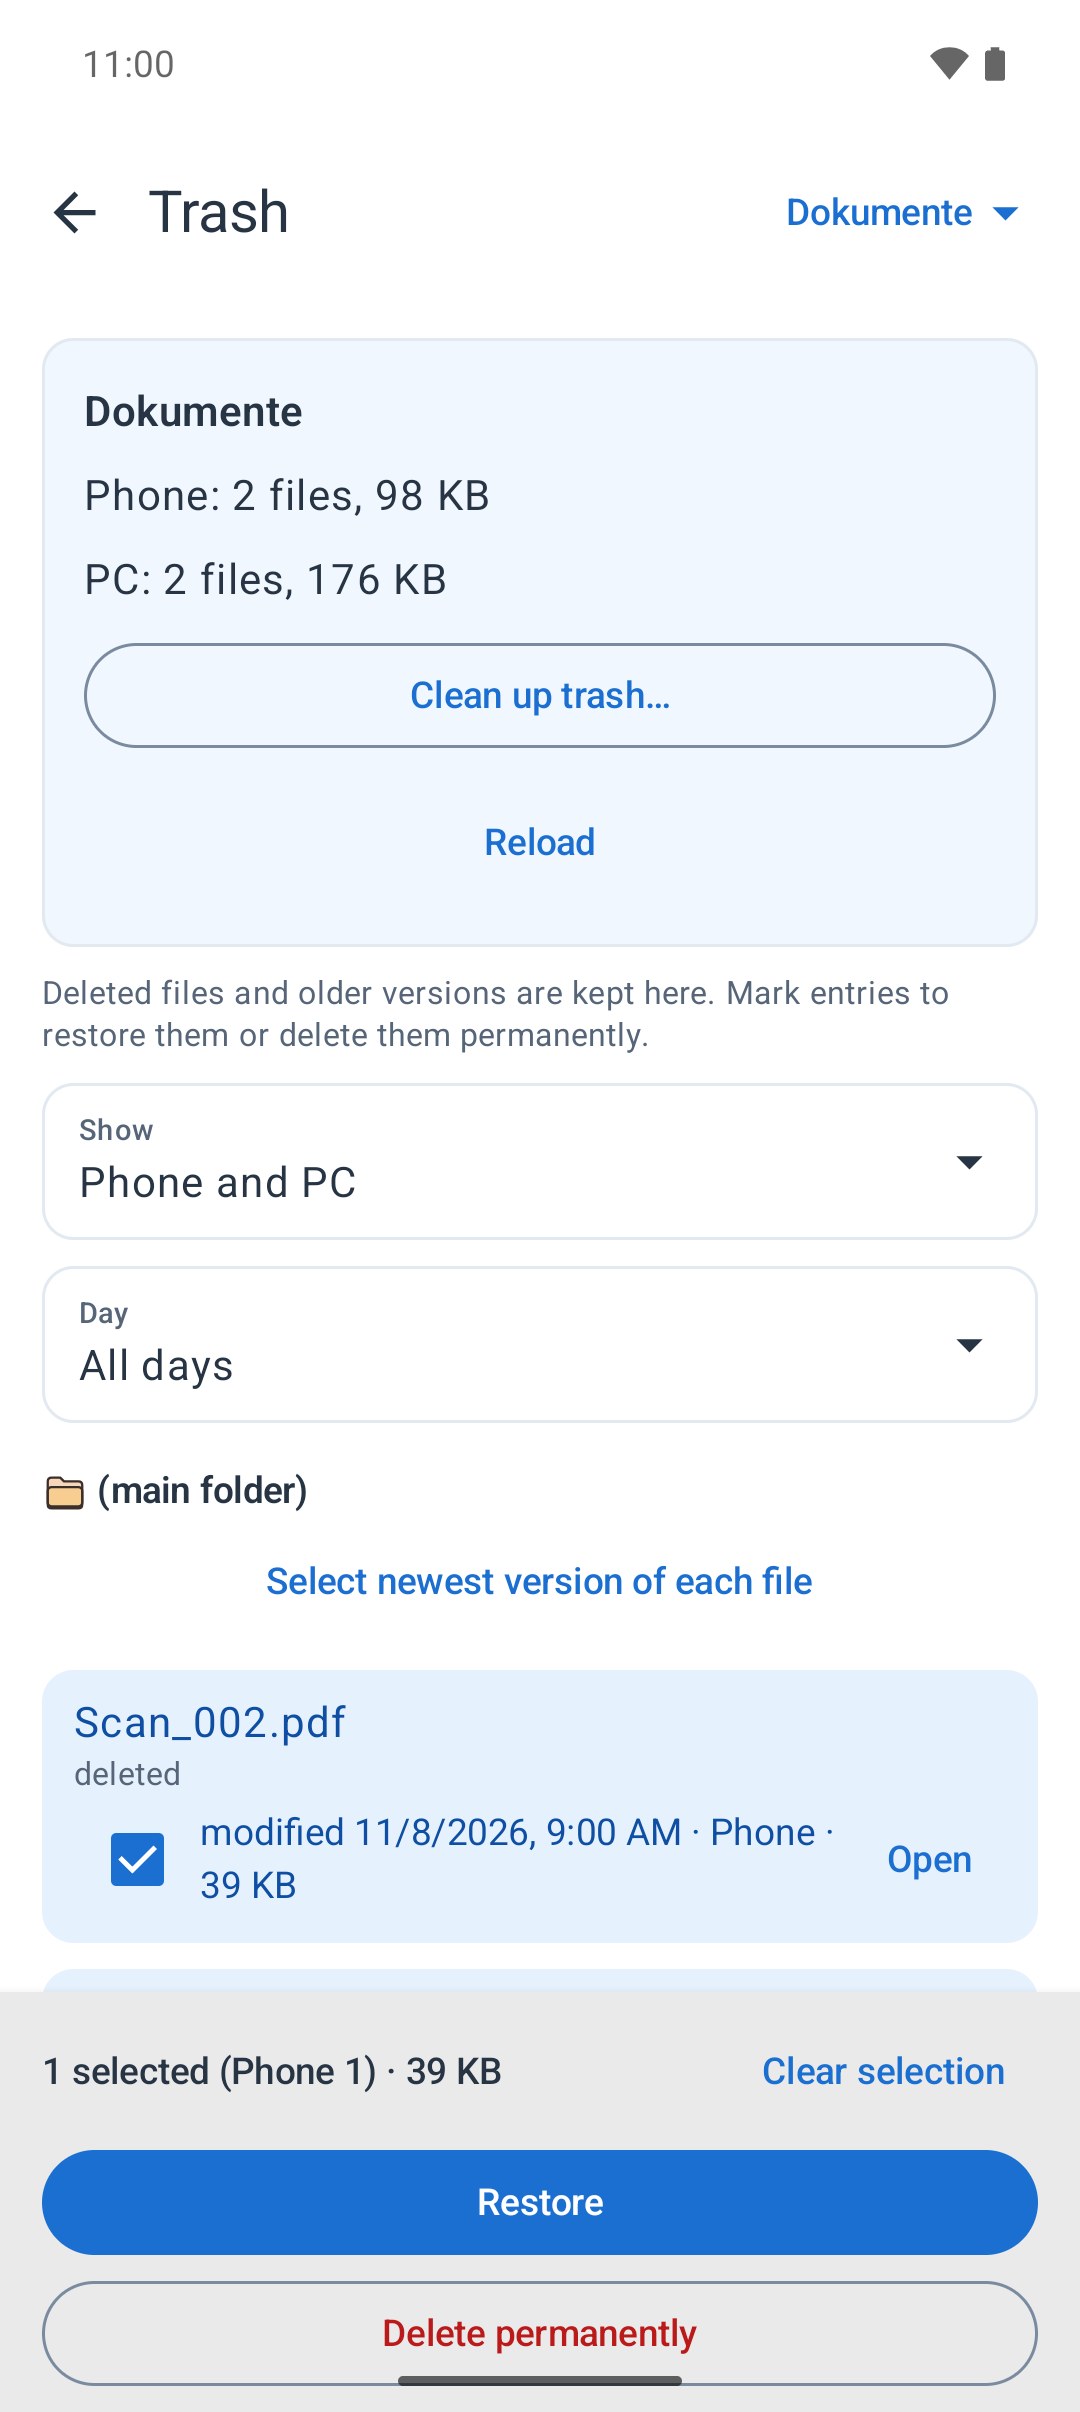 11:00
Trash
Dokumente
Dokumente
Phone: 2 files, 98 KB
PC: 2 files, 176 KB
Clean up trash…
Reload
Deleted files and older versions are kept here. Mark entries to
restore them or delete them permanently.
Show
Phone and PC
Day
All days
(main folder)
Select newest version of each file
Scan_002.pdf
deleted
modified 11/8/2026, 9:00 AM · Phone ·
39 KB
Open
1 selected (Phone 1) · 39 KB
Clear selection
Restore
Delete permanently